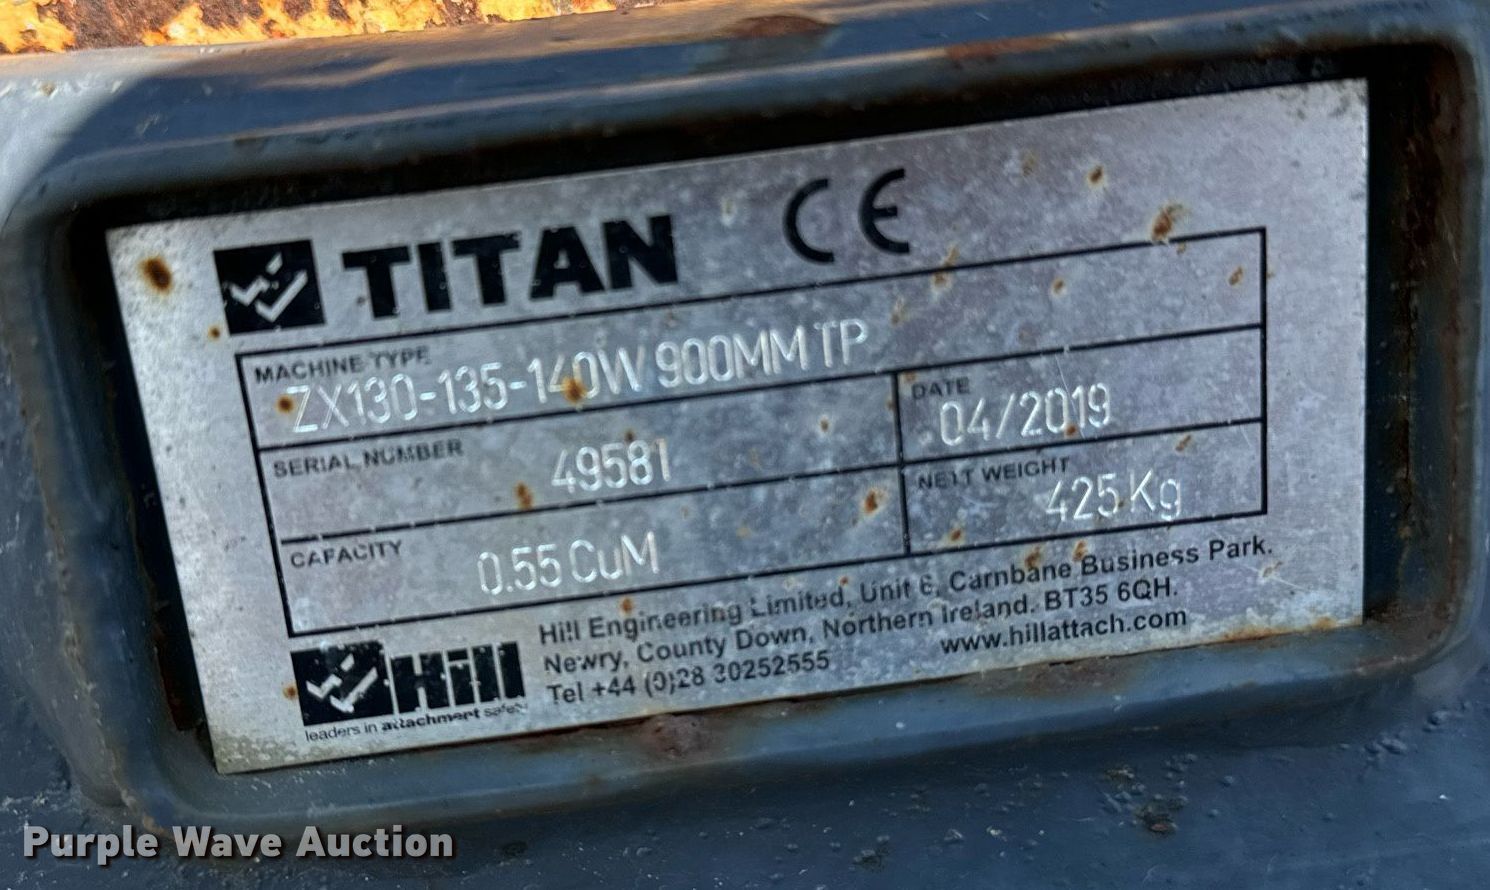 TITAN CE
MACHINE TYPE
ZX130-135-140W 900MM TP
SERIAL NUMBER
49581
DATE
04/2019
CAPACITY
0.55 CuM
NETT WEIGHT
425 Kg
Hill
leaders in attachment safety
Hill Engineering Limited, Unit 6, Carnbane Business Park.
Newry, County Down, Northern Ireland. BT35 6QH.
Tel +44 (0)28 30252555 www.hillattach.com
Purple Wave Auction